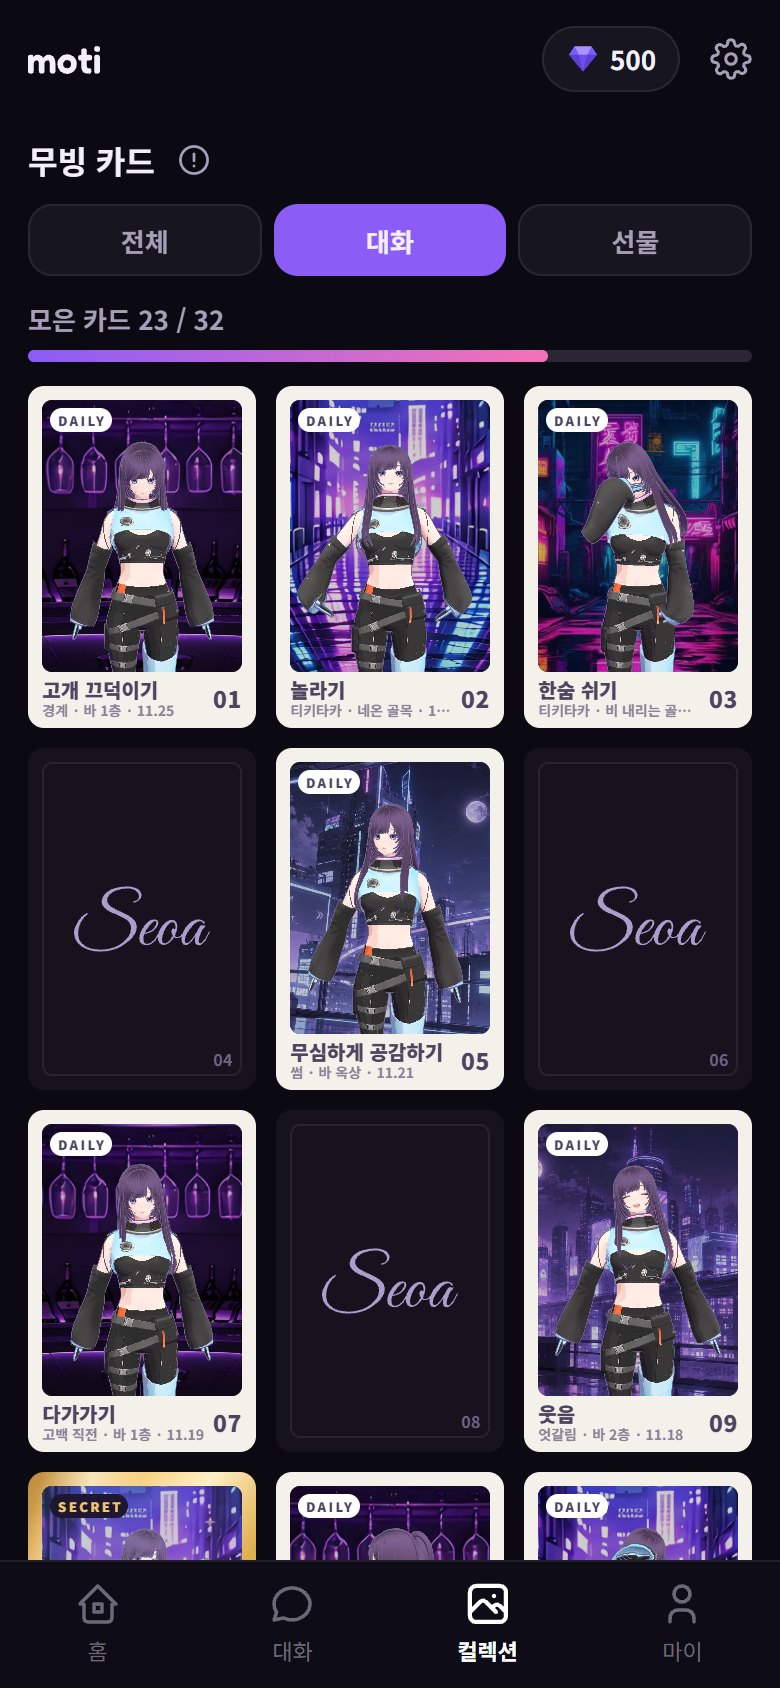 moti
500
무빙 카드
전체
대화
선물
모은 카드 23 / 32
DAILY
DAILY
DAILY
고개 끄덕이기
경계 · 바 1층 · 11.25
01
놀라기
티키타카 · 네온 골목 · 1···
02
한숨 쉬기
티키타카 · 비 내리는 골···
03
Seoa
04
DAILY
무심하게 공감하기
썸 · 바 옥상 · 11.21
05
Seoa
06
DAILY
다가가기
고백 직전 · 바 1층 · 11.19
07
Seoa
08
DAILY
웃음
엇갈림 · 바 2층 · 11.18
09
SECRET
DAILY
DAILY
홈
대화
컬렉션
마이